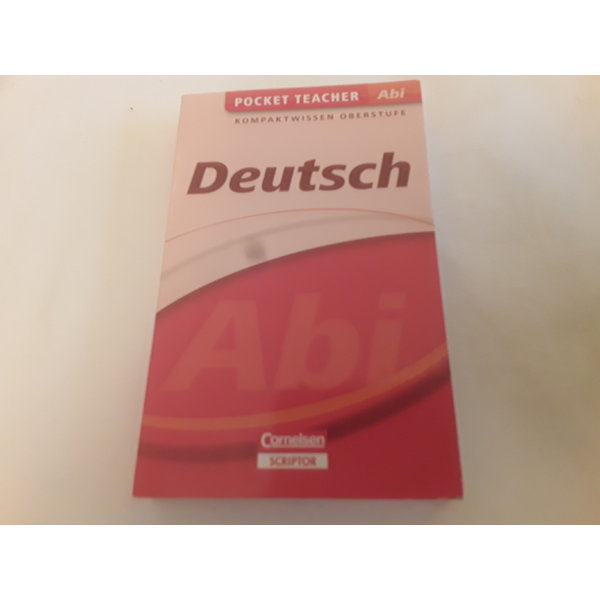 POCKET TEACHER Abi
KOMPAKTWISSEN OBERSTUFE
Deutsch
Abi
Cornelsen
SCRIPTOR